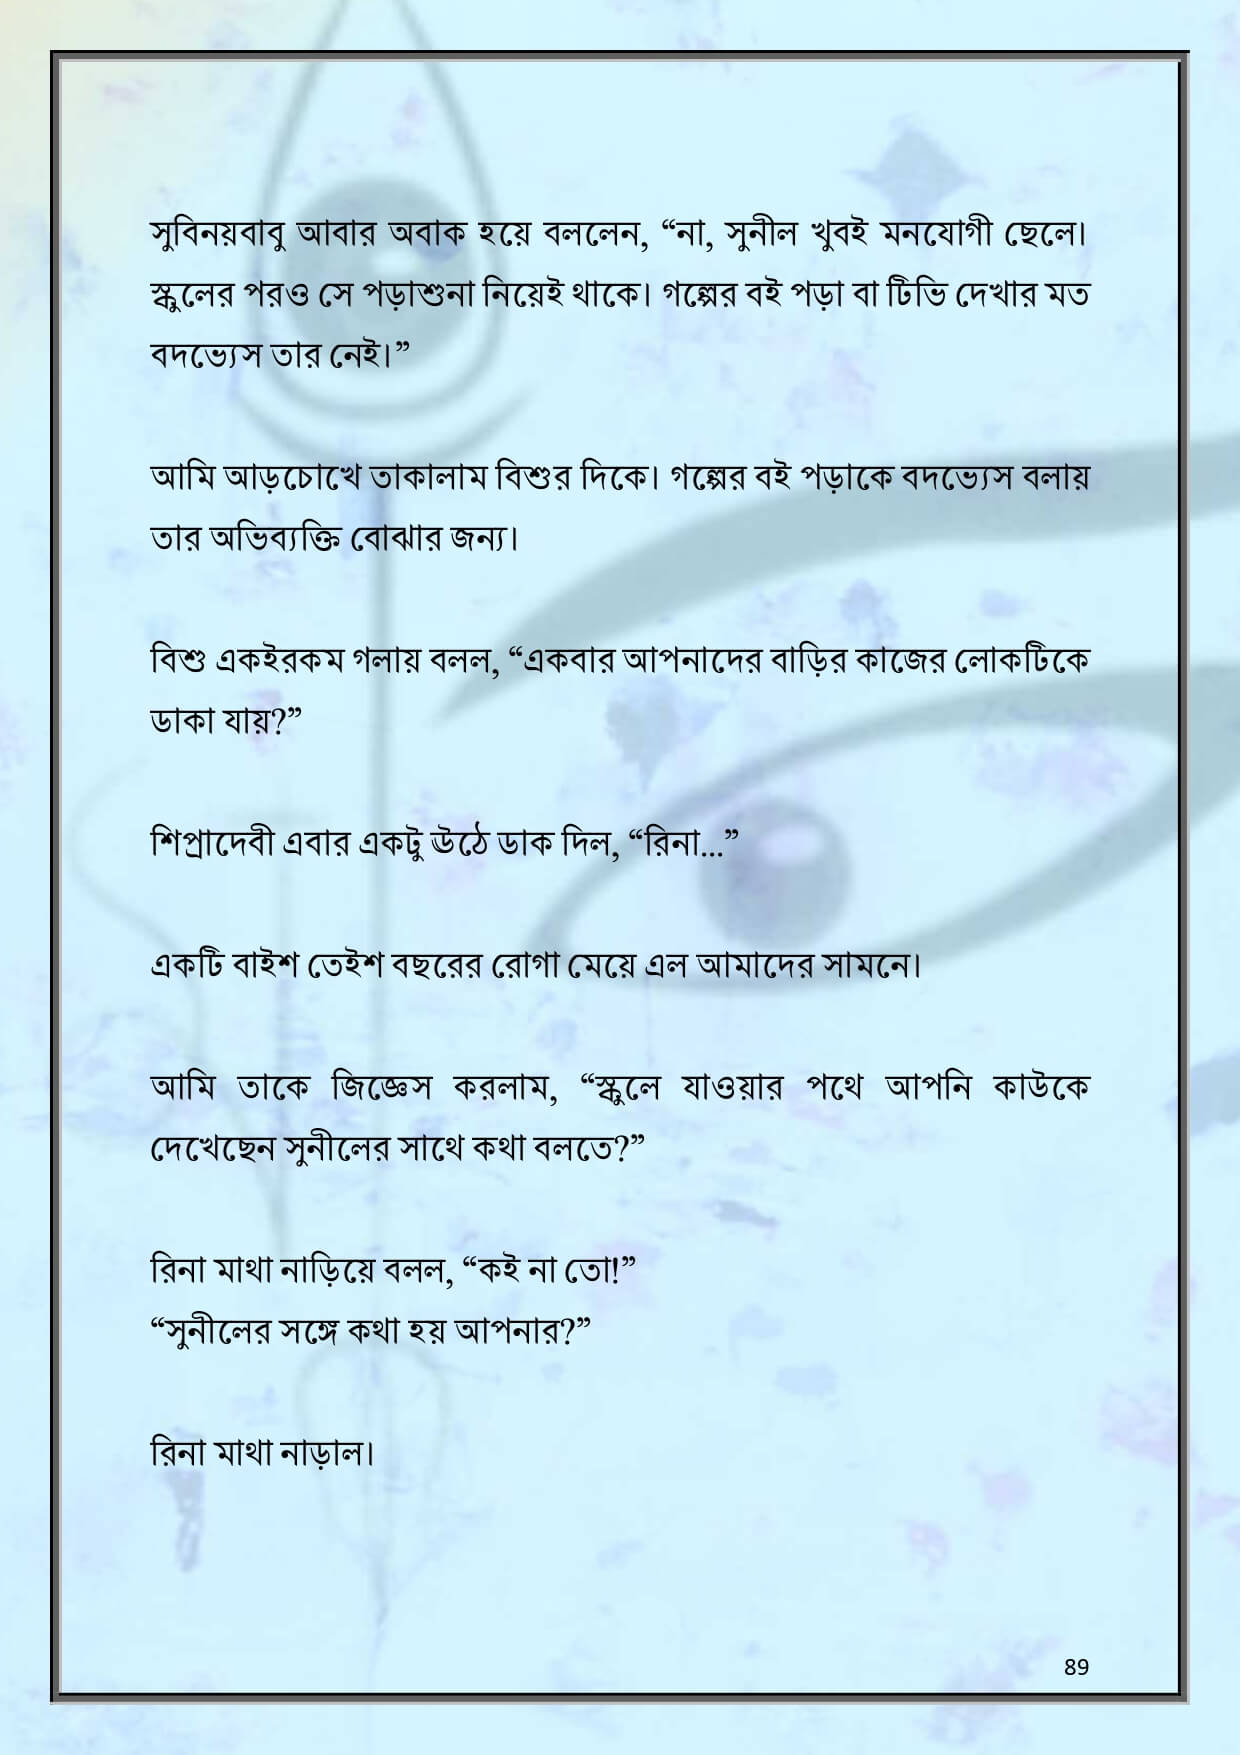 সুবিনয়বাবু আবার অবাক হয়ে বললেন, “না, সুনীল খুবই মনযোগী ছেলে।
স্কুলের পরও সে পড়াশুনা নিয়েই থাকে। গল্পের বই পড়া বা টিভি দেখার মত
বদভ্যেস তার নেই।”
আমি আড়চোখে তাকালাম বিশুর দিকে। গল্পের বই পড়াকে বদভ্যেস বলায়
তার অভিব্যক্তি বোঝার জন্য।
বিশু একইরকম গলায় বলল, “একবার আপনাদের বাড়ির কাজের লোকটিকে
ডাকা যায়?”
শিপ্রাদেবী এবার একটু উঠে ডাক দিল, “রিনা...”
একটি বাইশ তেইশ বছরের রোগা মেয়ে এল আমাদের সামনে।
আমি তাকে জিজ্ঞেস করলাম, “স্কুলে যাওয়ার পথে আপনি কাউকে
দেখেছেন সুনীলের সাথে কথা বলতে?”
রিনা মাথা নাড়িয়ে বলল, “কই না তো!”
“সুনীলের সঙ্গে কথা হয় আপনার?”
রিনা মাথা নাড়াল।
89